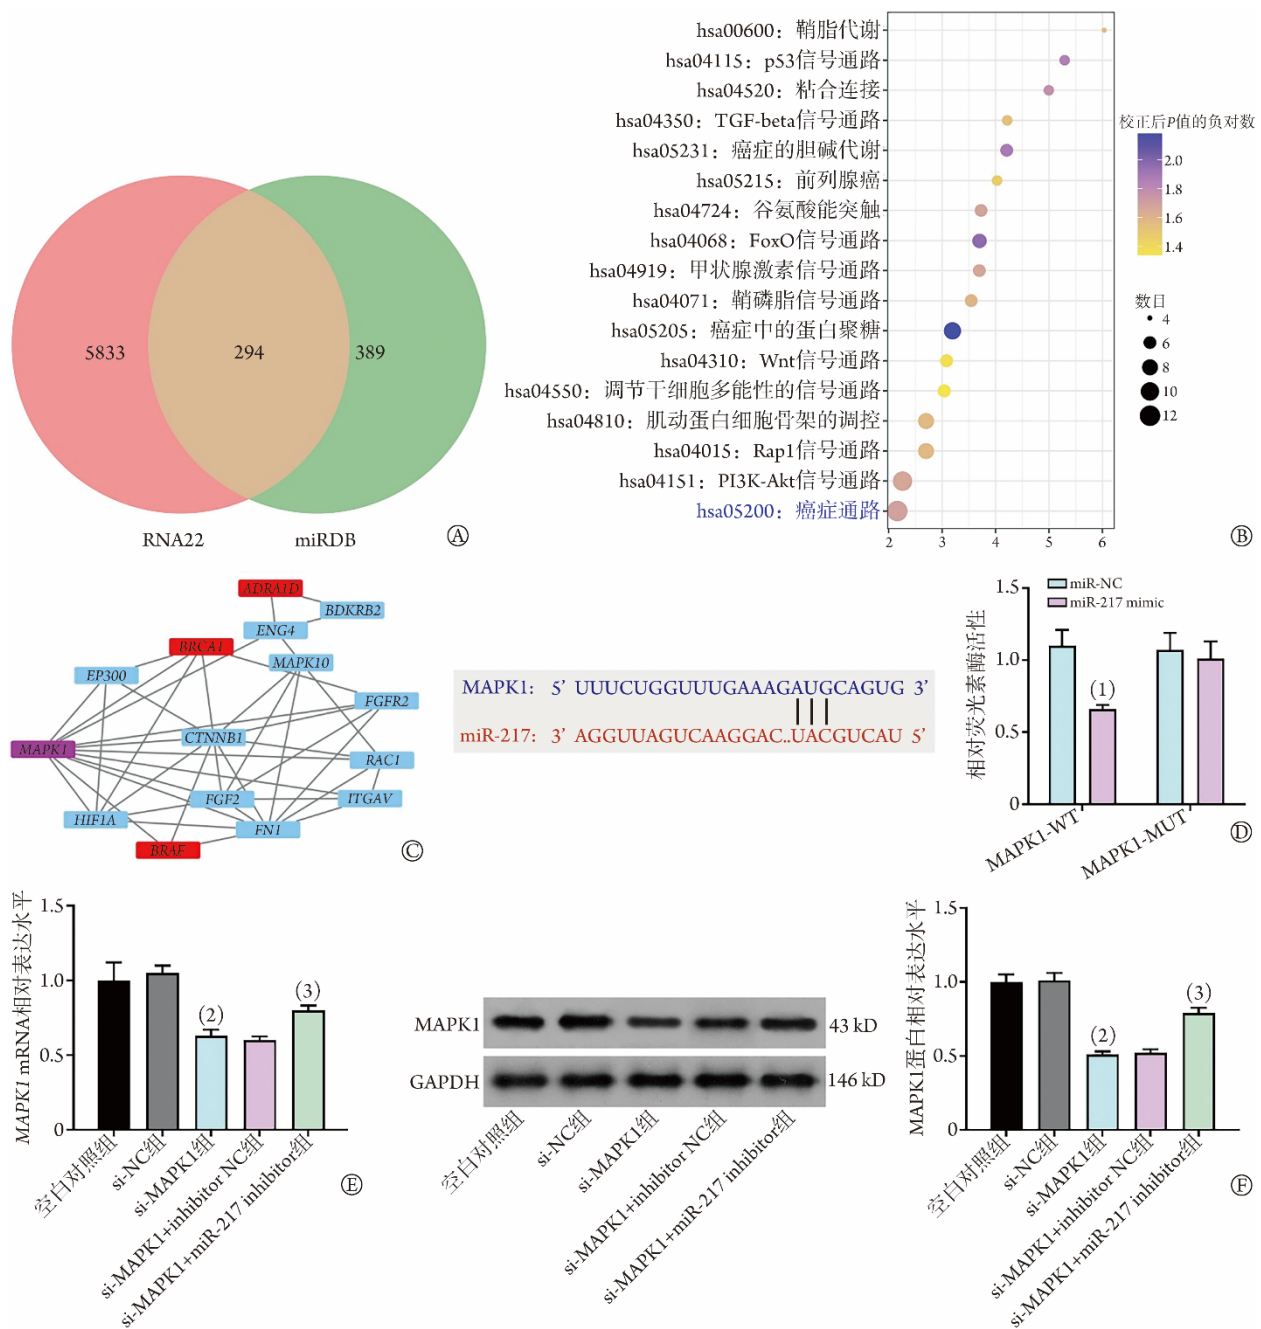 5833
294
389
RNA22
miRDB
Ⓐ
hsa00600：鞘脂代谢
hsa04115：p53信号通路
hsa04520：粘合连接
hsa04350：TGF-beta信号通路
hsa05231：癌症的胆碱代谢
hsa05215：前列腺癌
hsa04724：谷氨酸能突触
hsa04068：FoxO信号通路
hsa04919：甲状腺激素信号通路
hsa04071：鞘磷脂信号通路
hsa05205：癌症中的蛋白聚糖
hsa04310：Wnt信号通路
hsa04550：调节干细胞多能性的信号通路
hsa04810：肌动蛋白细胞骨架的调控
hsa04015：Rap1信号通路
hsa04151：PI3K-Akt信号通路
hsa05200：癌症通路
2 3 4 5 6
校正后P值的负对数
2.0
1.8
1.6
1.4
数目
4
6
8
10
12
Ⓑ
ADRA1D
BDKRB2
ENG4
BRCA1
MAPK10
EP300
FGFR2
CTNNB1
MAPK1
RAC1
FGF2
ITGAV
HIF1A
FN1
BRAF
Ⓒ
MAPK1: 5’ UUUCUGGUUUGAAAGAUGCAGUG 3’
miR-217: 3’ AGGUUAGUCAAGGAC..UACGUCAU 5’
相对荧光素酶活性
1.5
1.0
0.5
0
miR-NC
miR-217 mimic
(1)
MAPK1-WT
MAPK1-MUT
Ⓓ
MAPK1 mRNA相对表达水平
1.5
1.0
0.5
0
(2)
(3)
空白对照组
si-NC组
si-MAPK1组
si-MAPK1+inhibitor NC组
si-MAPK1+miR-217 inhibitor组
Ⓔ
MAPK1
43 kD
GAPDH
146 kD
空白对照组
si-NC组
si-MAPK1组
si-MAPK1+inhibitor NC组
si-MAPK1+miR-217 inhibitor组
MAPK1蛋白相对表达水平
1.5
1.0
0.5
0
(2)
(3)
空白对照组
si-NC组
si-MAPK1组
si-MAPK1+inhibitor NC组
si-MAPK1+miR-217 inhibitor组
Ⓕ